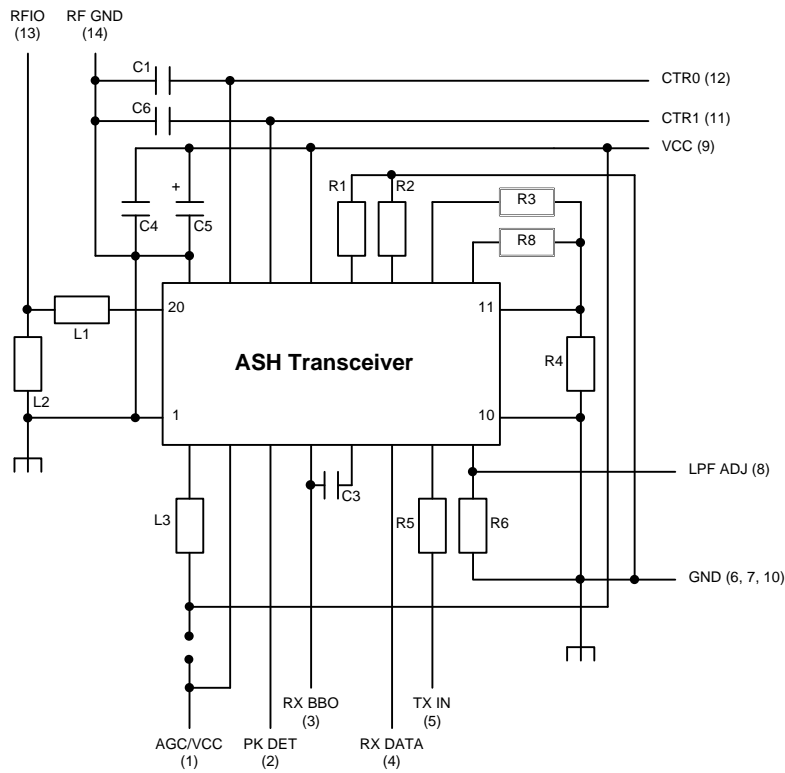 RFIO
(13)
RF GND
(14)
C1
CTR0 (12)
C6
CTR1 (11)
VCC (9)
+
R1
R2
R3
C4
C5
R8
20
11
L1
ASH Transceiver
R4
L2
1
10
LPF ADJ (8)
C3
L3
R5
R6
GND (6, 7, 10)
RX BBO
(3)
TX IN
(5)
AGC/VCC
(1)
PK DET
(2)
RX DATA
(4)